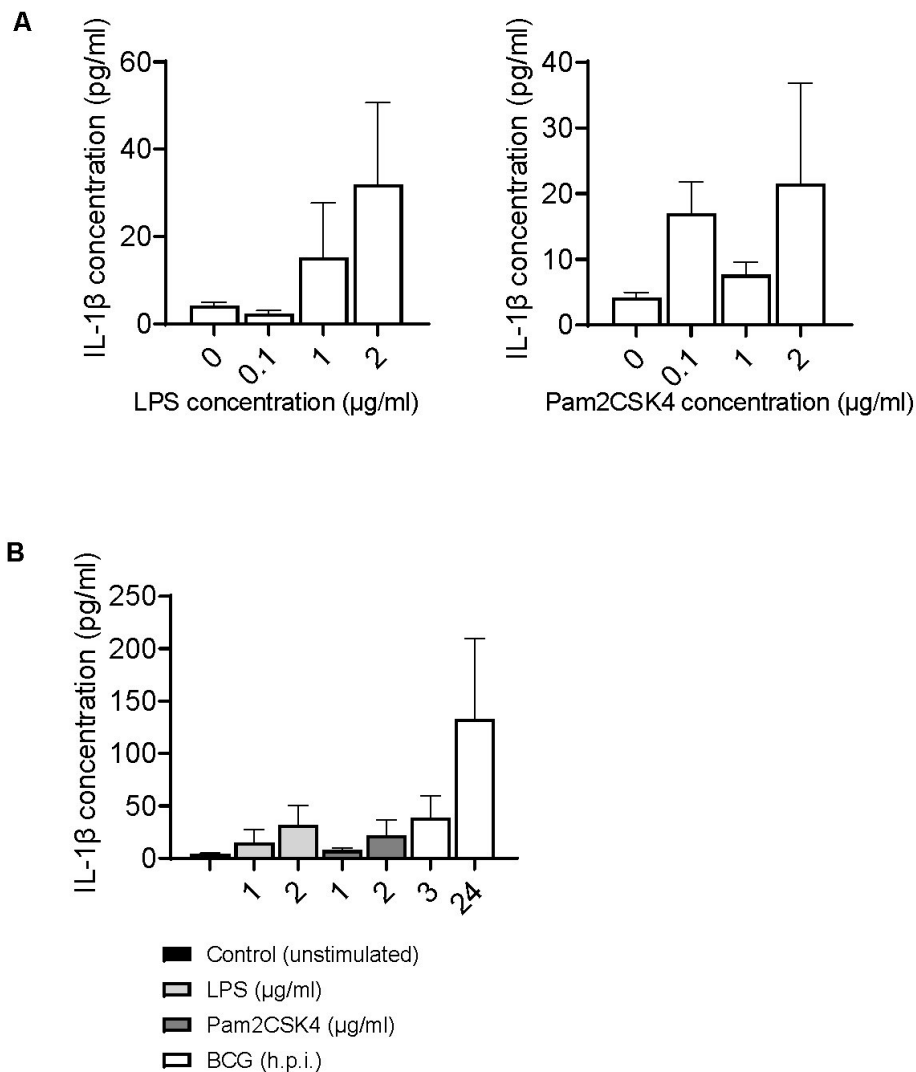 A
IL-1β concentration (pg/ml)
60
40
20
0
0
0.1
1
2
LPS concentration (µg/ml)
IL-1β concentration (pg/ml)
40
30
20
10
0
0
0.1
1
2
Pam2CSK4 concentration (µg/ml)
B
IL-1β concentration (pg/ml)
250
200
150
100
50
0
1
2
1
2
3
24
Control (unstimulated)
LPS (µg/ml)
Pam2CSK4 (µg/ml)
BCG (h.p.i.)